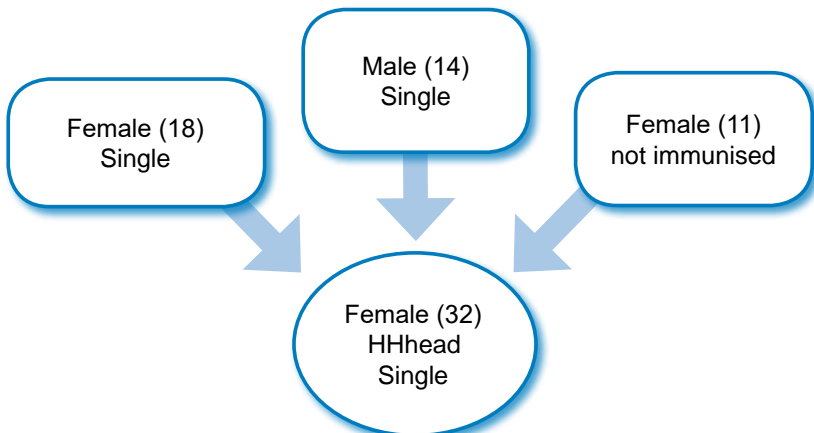 Male (14)
Single
Female (18)
Single
Female (11)
not immunised
Female (32)
HHhead
Single